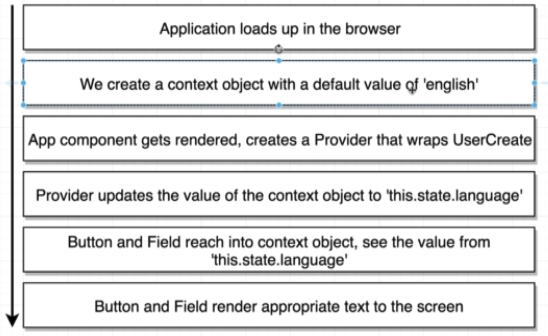 Application loads up in the browser
We create a context object with a default value of 'english'
App component gets rendered, creates a Provider that wraps UserCreate
Provider updates the value of the context object to 'this.state.language'
Button and Field reach into context object, see the value from
'this.state.language'
Button and Field render appropriate text to the screen